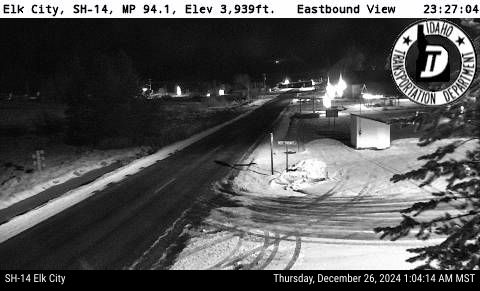 Elk City, SH-14, MP 94.1, Elev 3,939ft.   Eastbound View   23:27:04
IDAHO
TRANSPORTATION DEPARTMENT
SH-14 Elk City
Thursday, December 26, 2024 1:04:14 AM MST